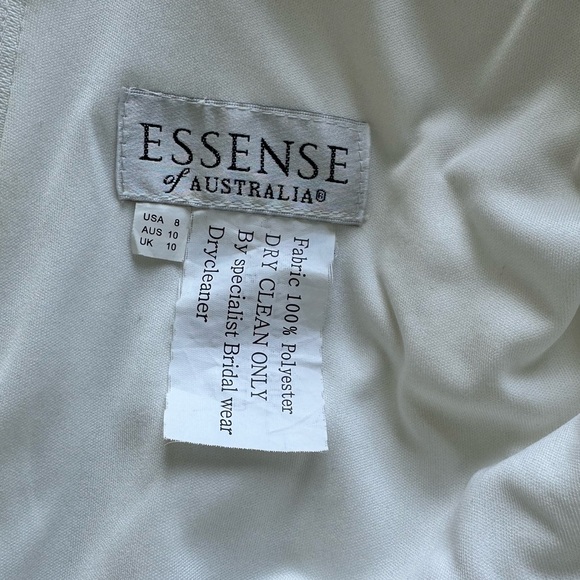 ESSENSE
of AUSTRALIA®
USA 8
AUS 10
UK 10
Fabric 100% Polyester
DRY CLEAN ONLY
By specialist Bridal wear
Drycleaner